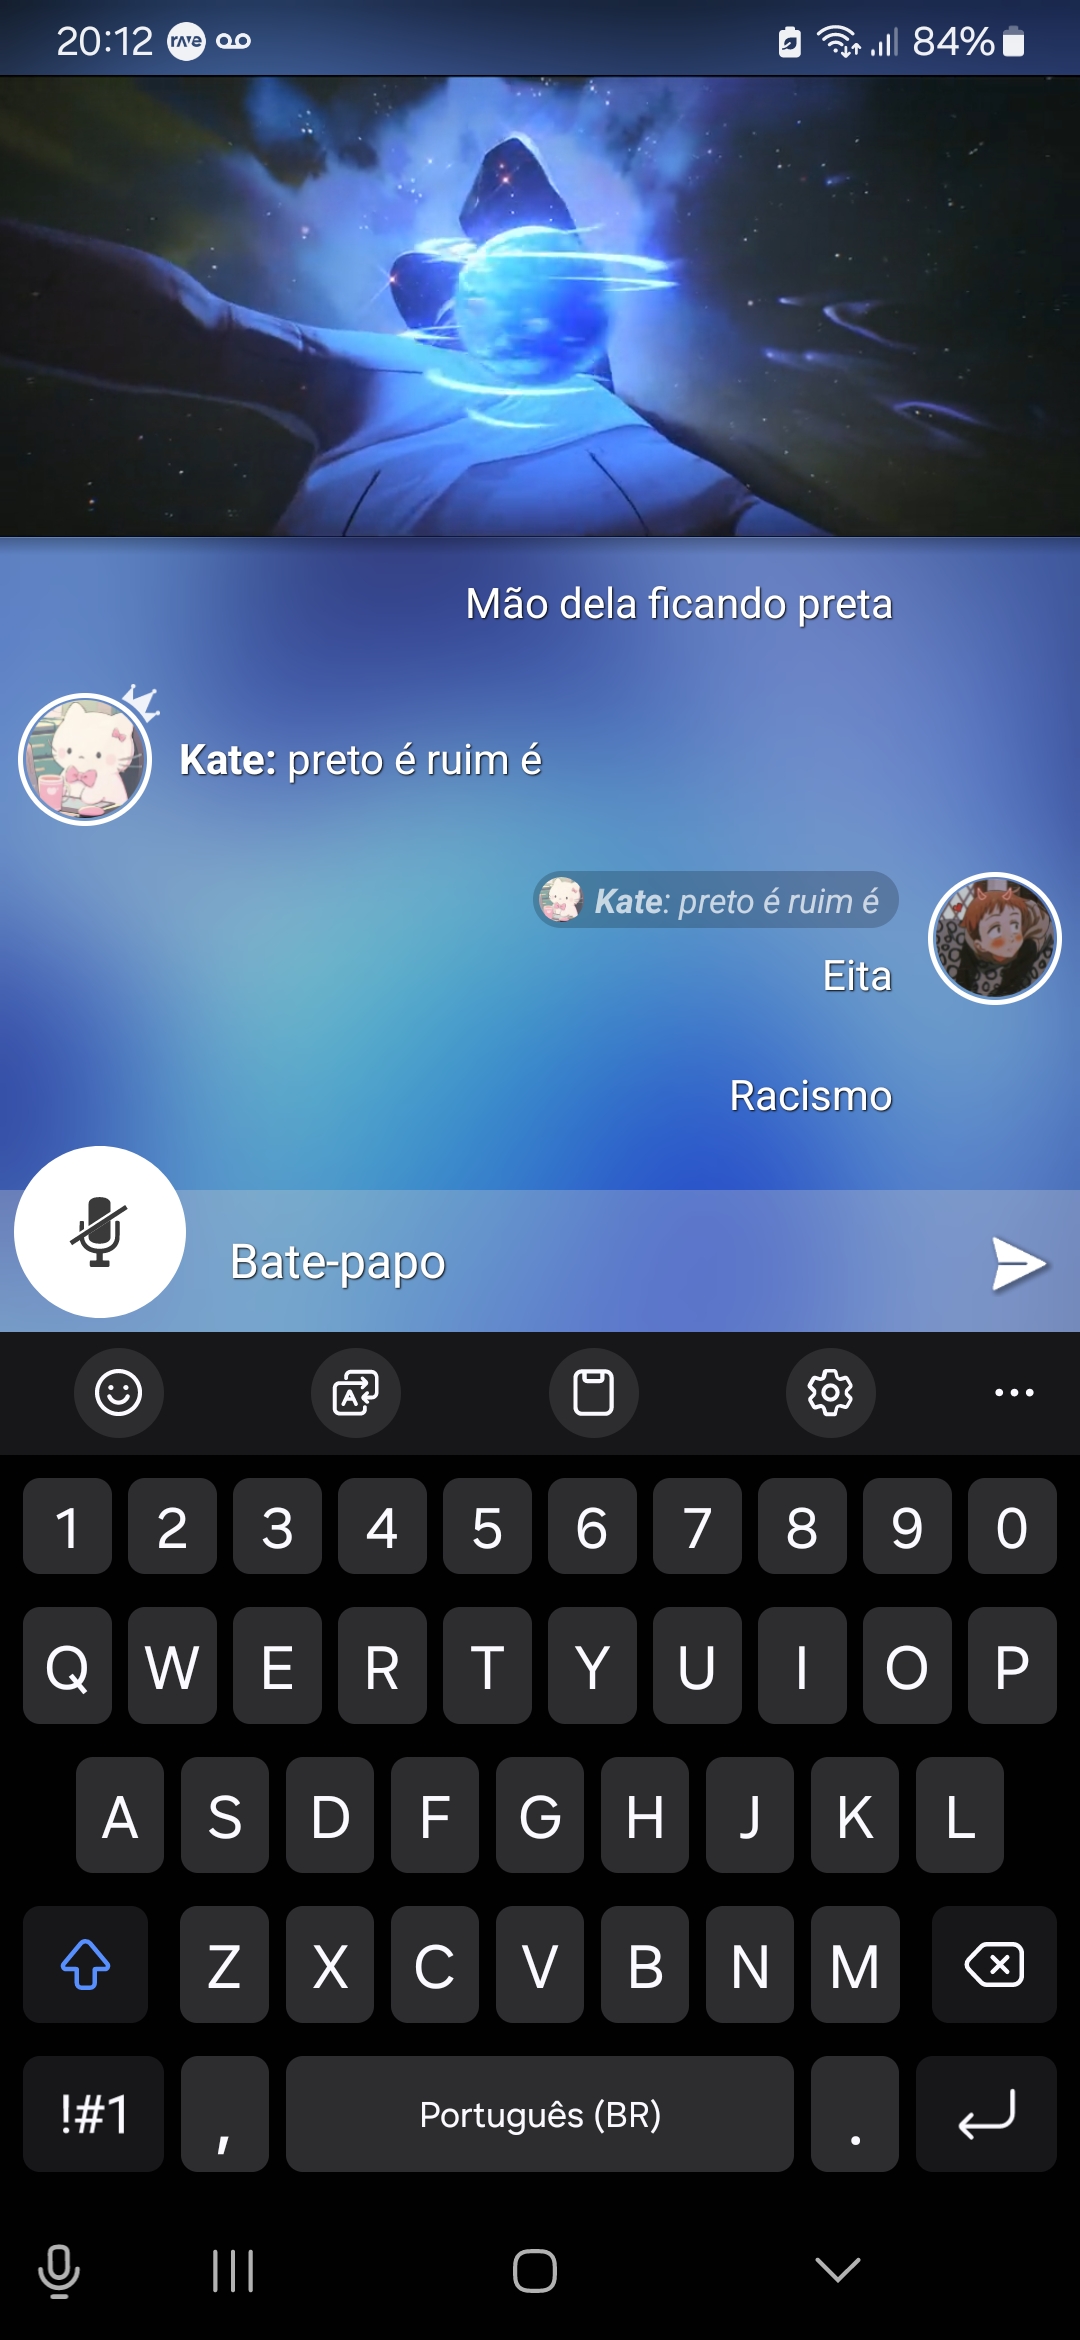 20:12 rave 84%
Mão dela ficando preta
Kate: preto é ruim é
Kate: preto é ruim é
Eita
Racismo
Bate-papo
1 2 3 4 5 6 7 8 9 0
Q W E R T Y U I O P
A S D F G H J K L
Z X C V B N M
!#1 , Português (BR) .